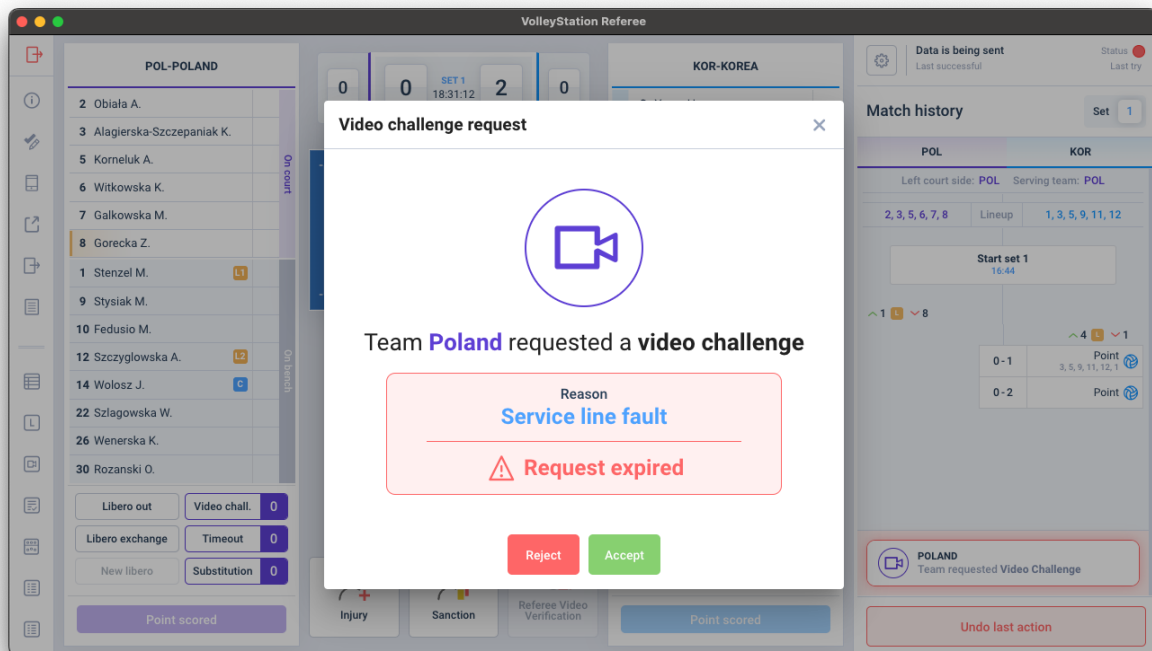 VolleyStation Referee
POL-POLAND
2 Obiała A.
3 Alagierska-Szczepaniak K.
5 Korneluk A.
6 Witkowska K.
7 Galkowska M.
8 Gorecka Z.
On court
1 Stenzel M. L1
9 Stysiak M.
10 Fedusio M.
12 Szczyglowska A. L2
14 Wolosz J. C
22 Szlagowska W.
26 Wenerska K.
30 Rozanski O.
On bench
Libero out
Video chall. 0
Libero exchange
Timeout 0
New libero
Substitution 0
Point scored
0
0
SET 1
18:31:12
2
0
KOR-KOREA
Video challenge request
Team Poland requested a video challenge
Reason
Service line fault
Request expired
Reject
Accept
Injury
Sanction
Referee Video
Verification
Point scored
Data is being sent
Last successful
Status
Last try
Match history
Set 1
POL
KOR
Left court side: POL Serving team: POL
2, 3, 5, 6, 7, 8 Lineup 1, 3, 5, 9, 11, 12
Start set 1
16:44
1 L 8
4 L 1
0 - 1 Point
3, 5, 9, 11, 12, 1
0 - 2 Point
POLAND
Team requested Video Challenge
Undo last action
L